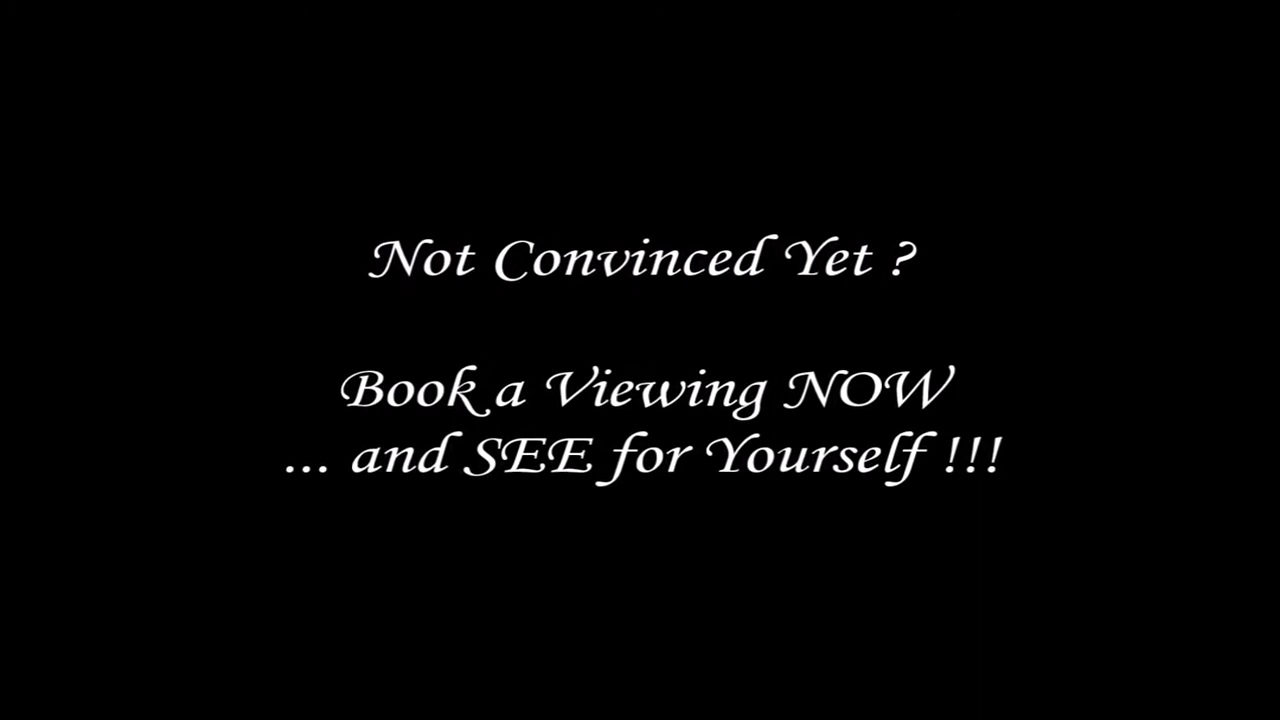 Not Convinced Yet ?
Book a Viewing NOW
... and SEE for Yourself !!!